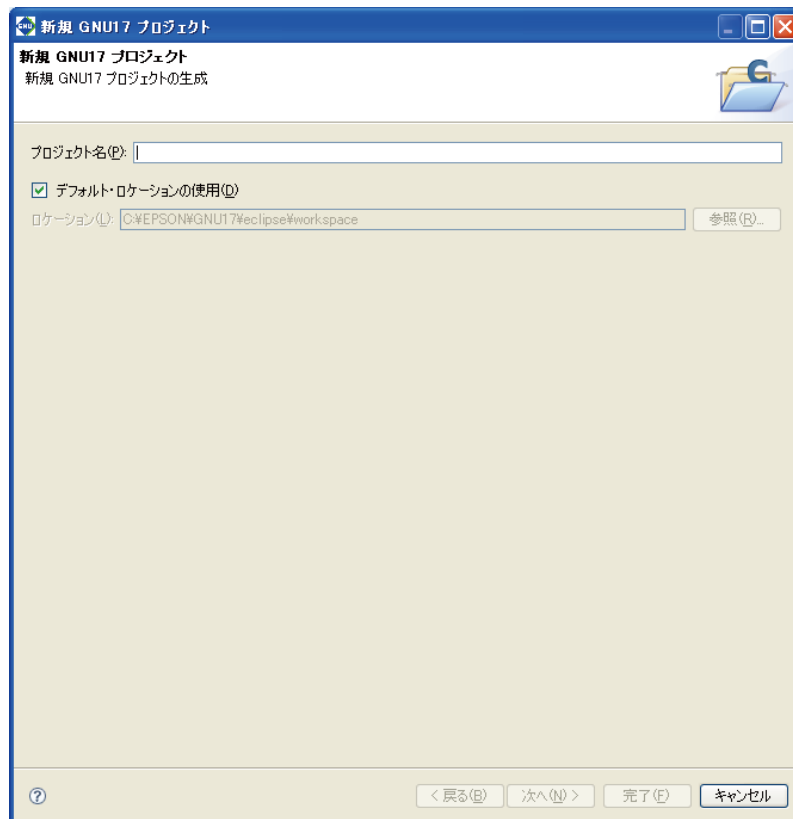 GNU 新規 GNU17 プロジェクト
新規 GNU17 プロジェクト
新規 GNU17 プロジェクトの生成
プロジェクト名(P):
デフォルト・ロケーションの使用(D)
ロケーション(L): C:¥EPSON¥GNU17¥eclipse¥workspace 参照(R)...
< 戻る(B) 次へ(N) > 完了(F) キャンセル